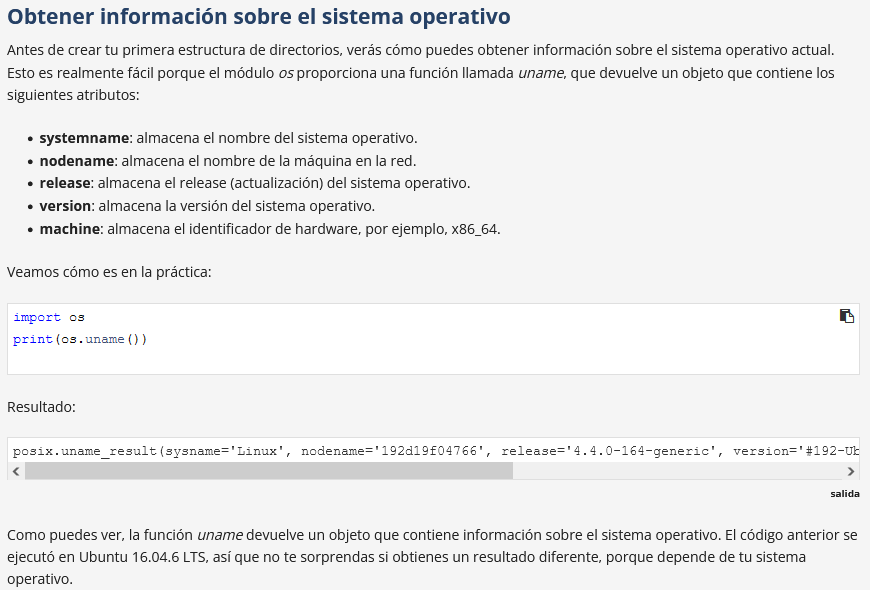 Obtener información sobre el sistema operativo
Antes de crear tu primera estructura de directorios, verás cómo puedes obtener información sobre el sistema operativo actual.
Esto es realmente fácil porque el módulo os proporciona una función llamada uname, que devuelve un objeto que contiene los
siguientes atributos:
• systemname: almacena el nombre del sistema operativo.
• nodename: almacena el nombre de la máquina en la red.
• release: almacena el release (actualización) del sistema operativo.
• version: almacena la versión del sistema operativo.
• machine: almacena el identificador de hardware, por ejemplo, x86_64.
Veamos cómo es en la práctica:
import os
print(os.uname())
Resultado:
posix.uname_result(sysname='Linux', nodename='192d19f04766', release='4.4.0-164-generic', version='#192-Ub
salida
Como puedes ver, la función uname devuelve un objeto que contiene información sobre el sistema operativo. El código anterior se
ejecutó en Ubuntu 16.04.6 LTS, así que no te sorprendas si obtienes un resultado diferente, porque depende de tu sistema
operativo.